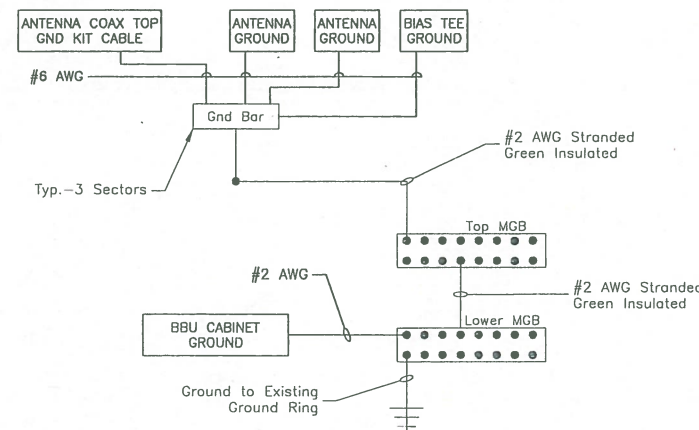 ANTENNA COAX TOP
GND KIT CABLE
ANTENNA
GROUND
ANTENNA
GROUND
BIAS TEE
GROUND
#6 AWG
Gnd Bar
#2 AWG Stranded
Green Insulated
Typ.-3 Sectors
Top MGB
#2 AWG
#2 AWG Stranded
Green Insulated
BBU CABINET
GROUND
Lower MGB
Ground to Existing
Ground Ring